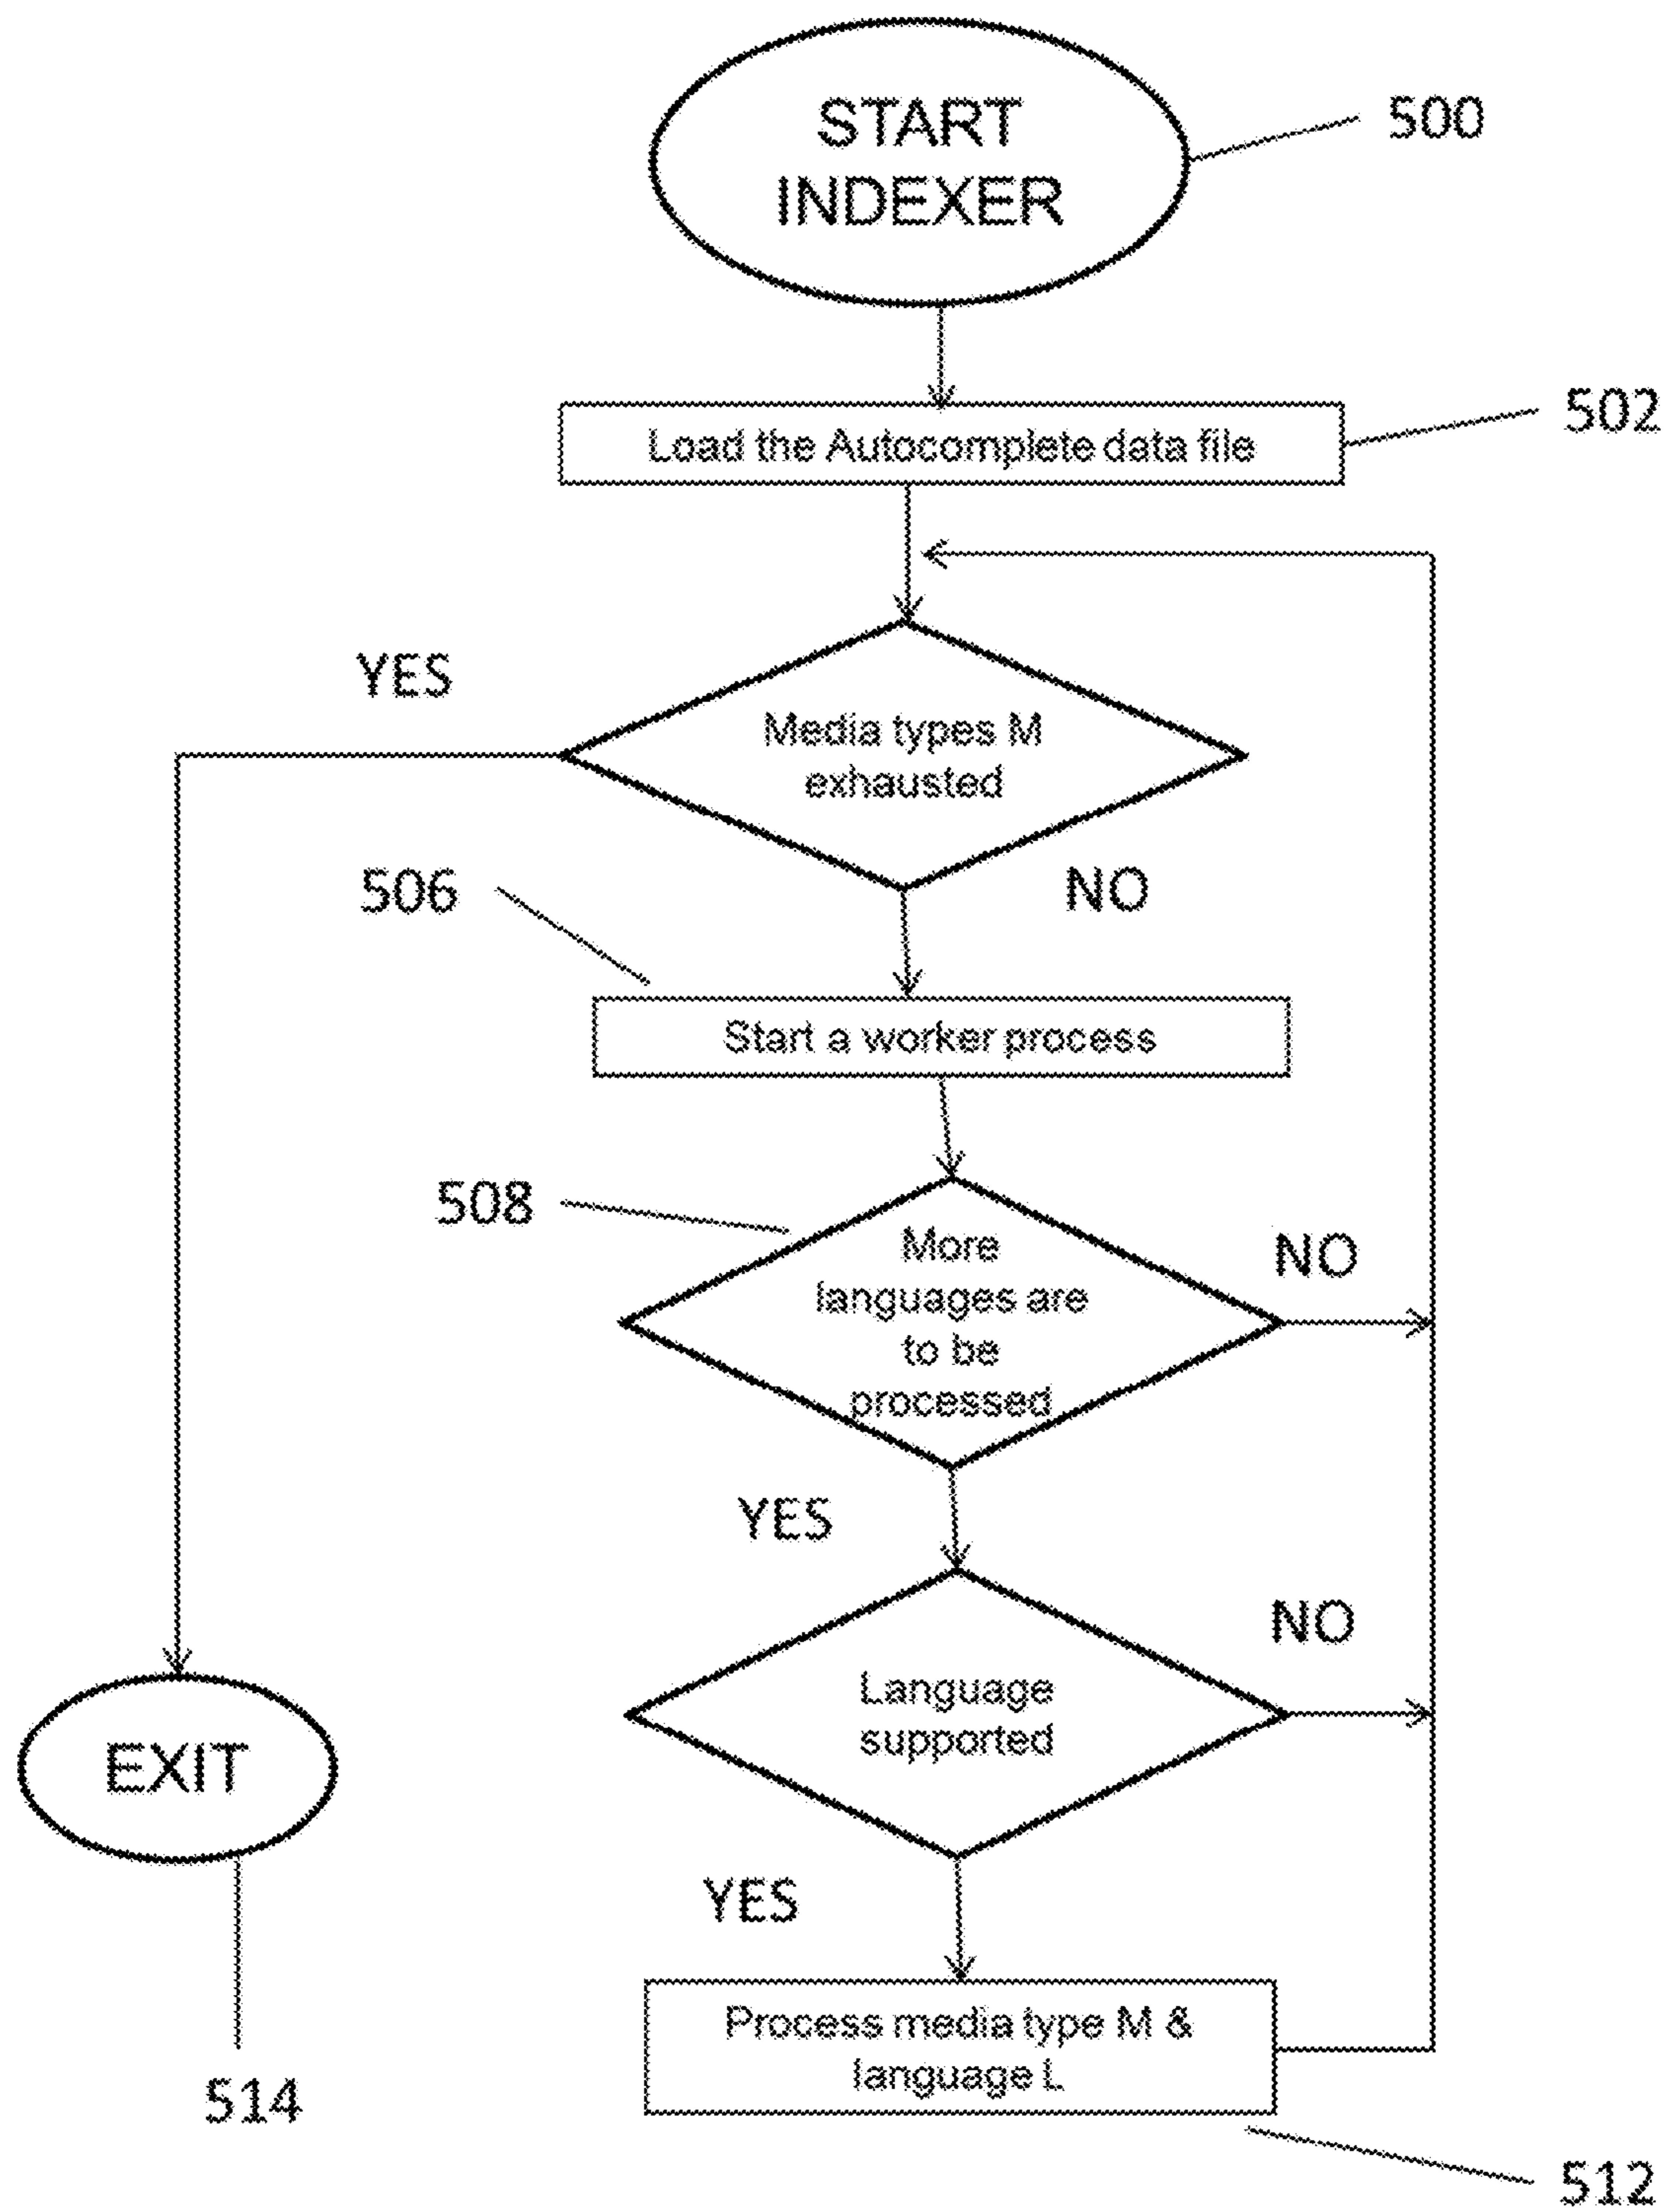 START
INDEXER
500
Load the Autocomplete data file
502
YES
Media types M
exhausted
506
NO
Start a worker process
508
More
languages are
to be
processed
NO
YES
Language
supported
NO
EXIT
YES
Process media type M &
language L
514
512